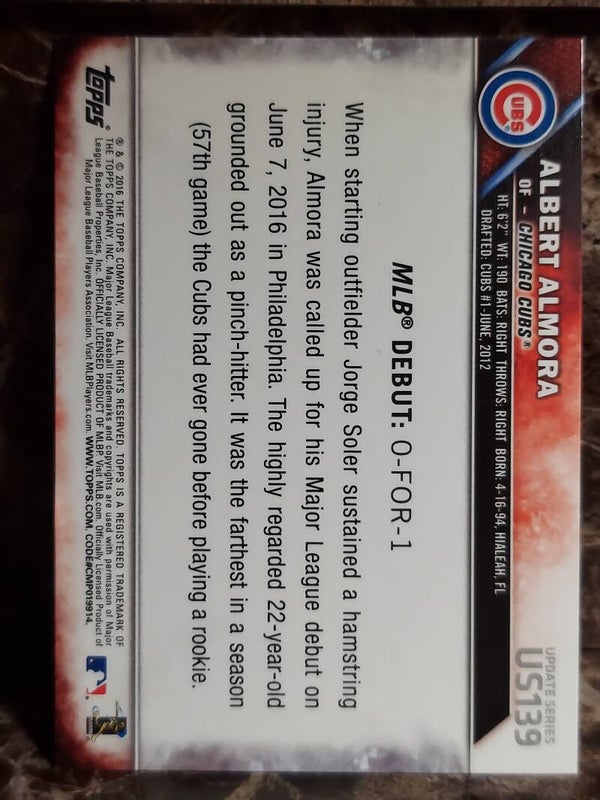 CUBS
ALBERT ALMORA
OF – CHICAGO CUBS®
HT: 6'2" WT: 190 BATS: RIGHT THROWS: RIGHT BORN: 4-16-94, HIALEAH, FL
DRAFTED: CUBS #1-JUNE, 2012
UPDATE SERIES
US139
MLB® DEBUT: 0-FOR-1
When starting outfielder Jorge Soler sustained a hamstring
injury, Almora was called up for his Major League debut on
June 7, 2016 in Philadelphia. The highly regarded 22-year-old
grounded out as a pinch-hitter. It was the farthest in a season
(57th game) the Cubs had ever gone before playing a rookie.
topps®
® & © 2016 THE TOPPS COMPANY, INC. ALL RIGHTS RESERVED. TOPPS IS A REGISTERED TRADEMARK OF
THE TOPPS COMPANY, INC. Major League Baseball trademarks and copyrights are used with permission of Major
League Baseball Properties, Inc. OFFICIALLY LICENSED PRODUCT OF MLBP. Visit MLB.com. Officially Licensed Product of
Major League Baseball Players Association. Visit MLBPlayers.com. WWW.TOPPS.COM. CODE#CMP019914.